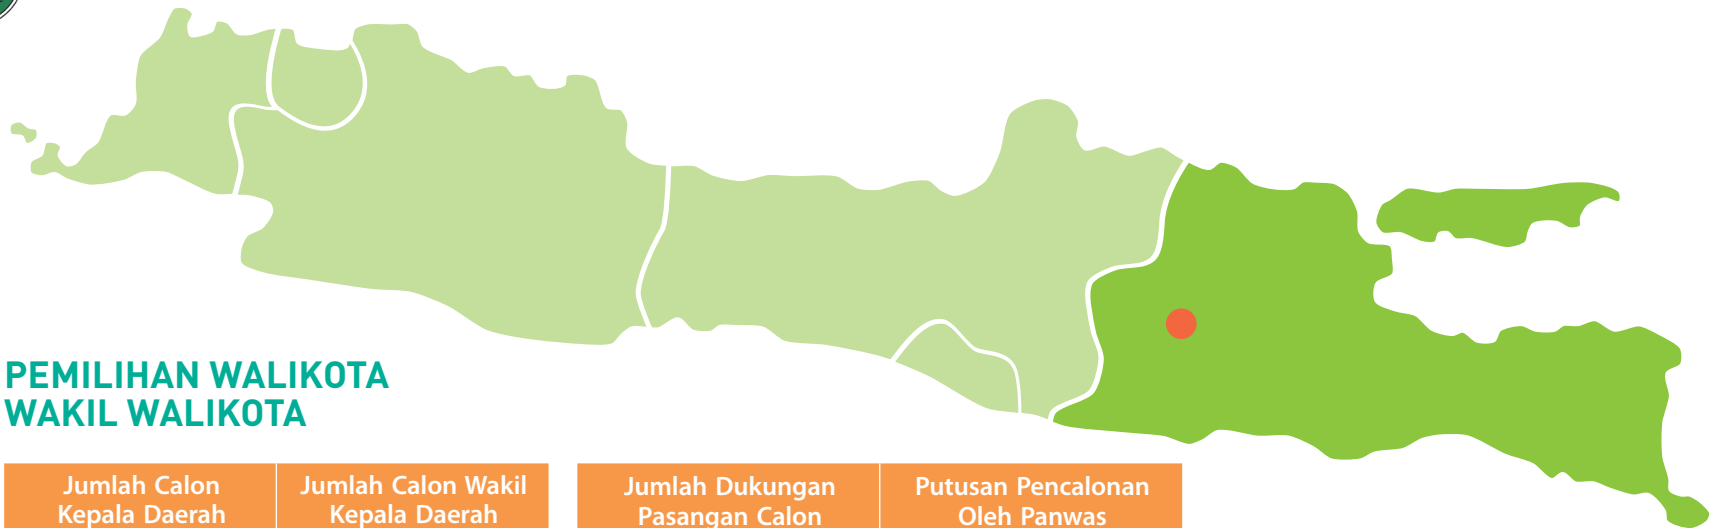 PEMILIHAN WALIKOTA
WAKIL WALIKOTA
Jumlah Calon
Kepala Daerah
Jumlah Calon Wakil
Kepala Daerah
Jumlah Dukungan
Pasangan Calon
Putusan Pencalonan
Oleh Panwas